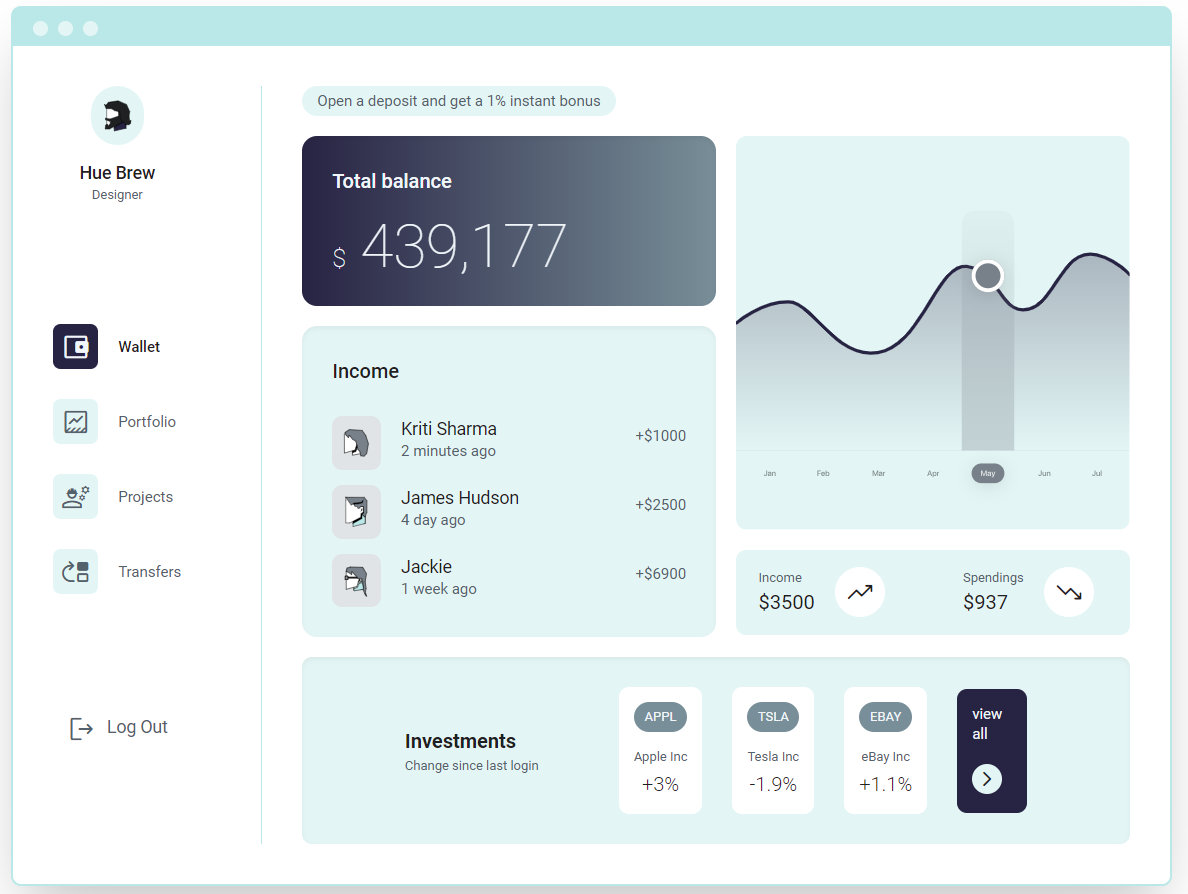 Hue Brew
Designer
Wallet
Portfolio
Projects
Transfers
Log Out
Open a deposit and get a 1% instant bonus
Total balance
$ 439,177
Income
Kriti Sharma
2 minutes ago
+$1000
James Hudson
4 day ago
+$2500
Jackie
1 week ago
+$6900
Jan Feb Mar Apr May Jun Jul
Income
$3500
Spendings
$937
Investments
Change since last login
APPL
Apple Inc
+3%
TSLA
Tesla Inc
-1.9%
EBAY
eBay Inc
+1.1%
view
all